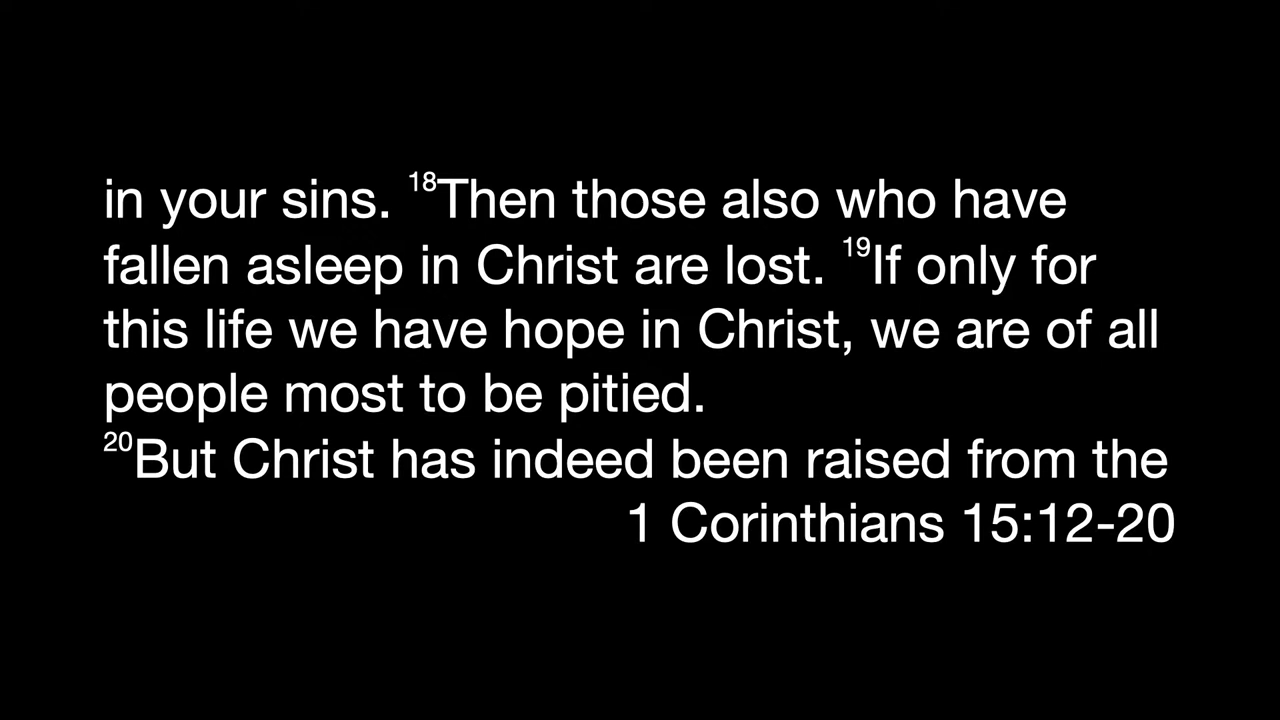 in your sins. 18Then those also who have
fallen asleep in Christ are lost. 19If only for
this life we have hope in Christ, we are of all
people most to be pitied.
20But Christ has indeed been raised from the
1 Corinthians 15:12-20